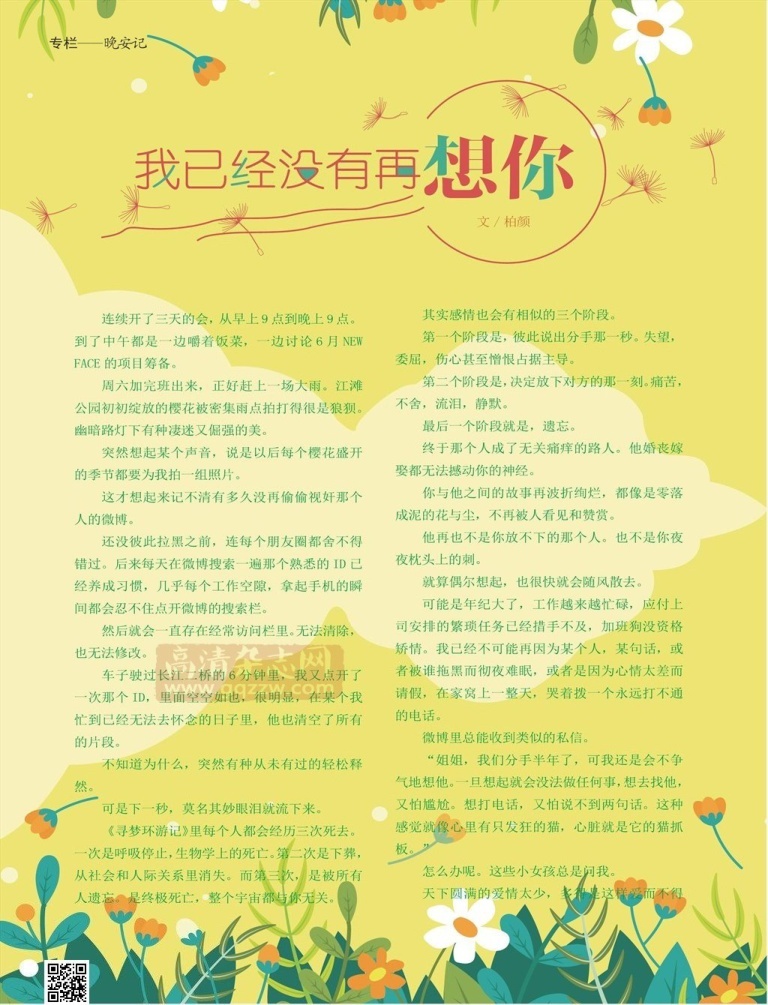 专栏——晚安记
我已经没有再想你
文 / 柏颜
连续开了三天的会，从早上9点到晚上9点。
到了中午都是一边嚼着饭菜，一边讨论6月NEW
FACE的项目筹备。
周六加完班出来，正好赶上一场大雨。江滩
公园初初绽放的樱花被密集雨点拍打得很是狼狈。
幽暗路灯下有种凄迷又倔强的美。
突然想起某个声音，说是以后每个樱花盛开
的季节都要为我拍一组照片。
这才想起来记不清有多久没再偷偷视奸那个
人的微博。
还没彼此拉黑之前，连每个朋友圈都舍不得
错过。后来每天在微博搜索一遍那个熟悉的ID已
经养成习惯，几乎每个工作空隙，拿起手机的瞬
间都会忍不住点开微博的搜索栏。
然后就会一直存在经常访问栏里。无法清除，
也无法修改。
车子驶过长江二桥的6分钟里，我又点开了
一次那个ID，里面空空如也，很明显，在某个我
忙到已经无法去怀念的日子里，他也清空了所有
的片段。
不知道为什么，突然有种从未有过的轻松释
然。
可是下一秒，莫名其妙眼泪就流下来。
《寻梦环游记》里每个人都会经历三次死去。
一次是呼吸停止，生物学上的死亡。第二次是下葬，
从社会和人际关系里消失。而第三次，是被所有
人遗忘。是终极死亡，整个宇宙都与你无关。
其实感情也会有相似的三个阶段。
第一个阶段是，彼此说出分手那一秒。失望，
委屈，伤心甚至憎恨占据主导。
第二个阶段是，决定放下对方的那一刻。痛苦，
不舍，流泪，静默。
最后一个阶段就是，遗忘。
终于那个人成了无关痛痒的路人。他婚丧嫁
娶都无法撼动你的神经。
你与他之间的故事再波折绚烂，都像是零落
成泥的花与尘，不再被人看见和赞赏。
他再也不是你放不下的那个人。也不是你夜
夜枕头上的刺。
就算偶尔想起，也很快就会随风散去。
可能是年纪大了，工作越来越忙碌，应付上
司安排的繁琐任务已经措手不及，加班狗没资格
矫情。我已经不可能再因为某个人，某句话，或
者被谁拖黑而彻夜难眠，或者是因为心情太差而
请假，在家窝上一整天，哭着拨一个永远打不通
的电话。
微博里总能收到类似的私信。
“姐姐，我们分手半年了，可我还是会不争
气地想他。一旦想起就会没法做任何事，想去找他，
又怕尴尬。想打电话，又怕说不到两句话。这种
感觉就像心里有只发狂的猫，心脏就是它的猫抓
板。”
怎么办呢。这些小女孩总是问我。
天下圆满的爱情太少，多得是这样爱而不得
高清杂志网
www.gqzzw.com